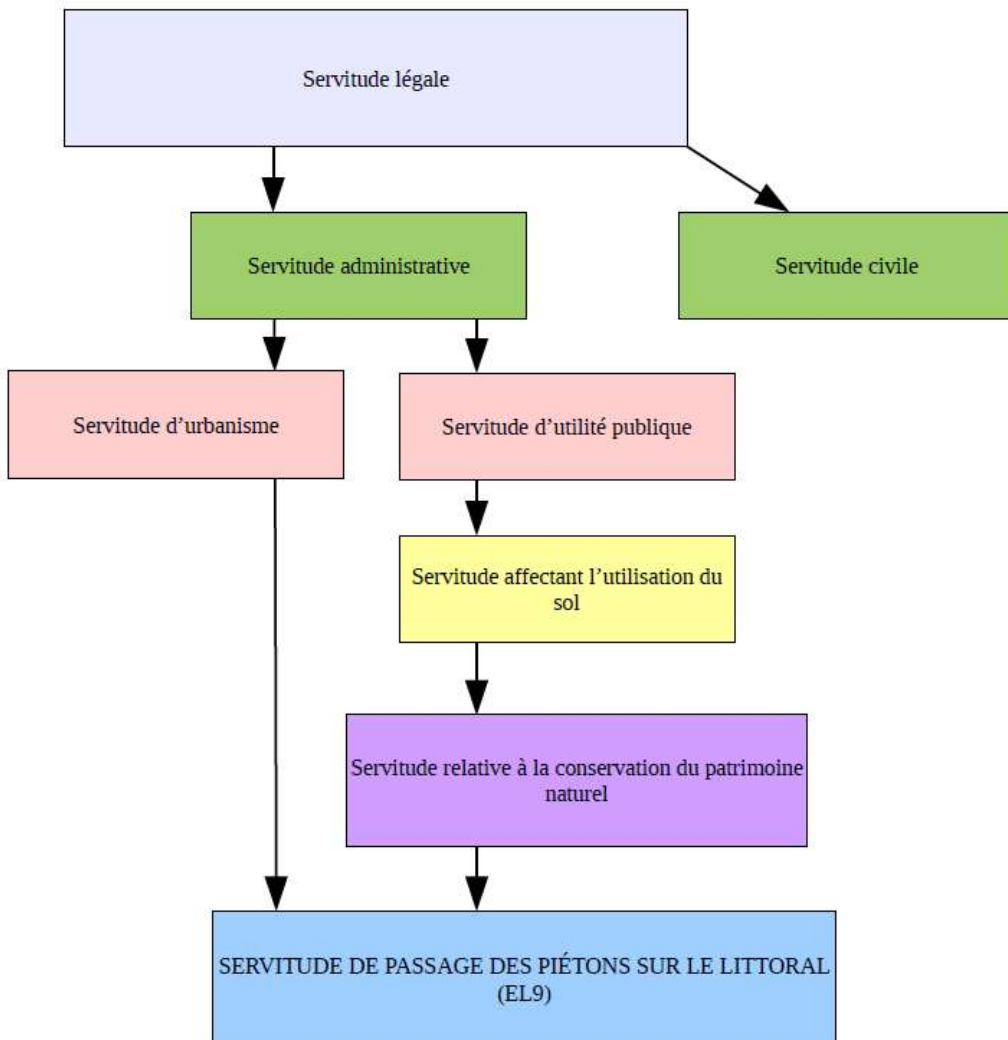 Servitude légale
Servitude administrative
Servitude civile
Servitude d’urbanisme
Servitude d’utilité publique
Servitude affectant l’utilisation du
sol
Servitude relative à la conservation du patrimoine
naturel
SERVITUDE DE PASSAGE DES PIÉTONS SUR LE LITTORAL
(EL9)